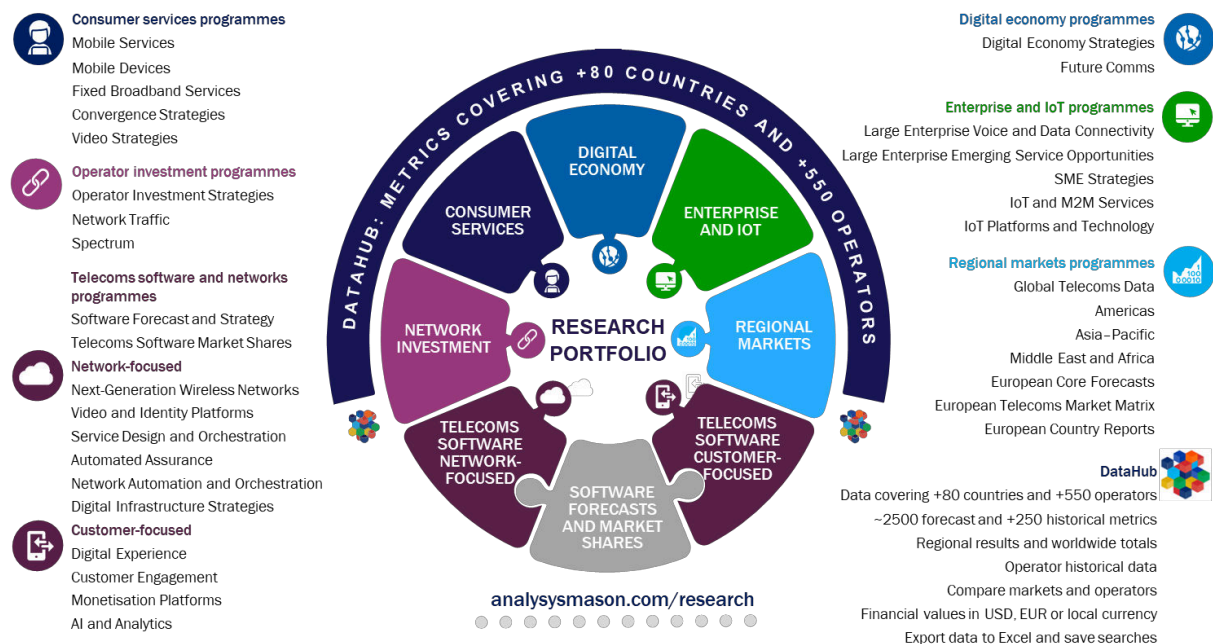 Consumer services programmes
Mobile Services
Mobile Devices
Fixed Broadband Services
Convergence Strategies
Video Strategies
Operator investment programmes
Operator Investment Strategies
Network Traffic
Spectrum
Telecoms software and networks
programmes
Software Forecast and Strategy
Telecoms Software Market Shares
Network-focused
Next-Generation Wireless Networks
Video and Identity Platforms
Service Design and Orchestration
Automated Assurance
Network Automation and Orchestration
Digital Infrastructure Strategies
Customer-focused
Digital Experience
Customer Engagement
Monetisation Platforms
AI and Analytics
DATAHUB: METRICS COVERING +80 COUNTRIES AND +550 OPERATORS
DIGITAL
ECONOMY
CONSUMER
SERVICES
ENTERPRISE
AND IOT
NETWORK
INVESTMENT
RESEARCH
PORTFOLIO
REGIONAL
MARKETS
TELECOMS
SOFTWARE
NETWORK-
FOCUSED
TELECOMS
SOFTWARE
CUSTOMER-
FOCUSED
SOFTWARE
FORECASTS
AND MARKET
SHARES
analysysmason.com/research
Digital economy programmes
Digital Economy Strategies
Future Comms
Enterprise and IoT programmes
Large Enterprise Voice and Data Connectivity
Large Enterprise Emerging Service Opportunities
SME Strategies
IoT and M2M Services
IoT Platforms and Technology
Regional markets programmes
Global Telecoms Data
Americas
Asia–Pacific
Middle East and Africa
European Core Forecasts
European Telecoms Market Matrix
European Country Reports
1
100
00010
DataHub
Data covering +80 countries and +550 operators
~2500 forecast and +250 historical metrics
Regional results and worldwide totals
Operator historical data
Compare markets and operators
Financial values in USD, EUR or local currency
Export data to Excel and save searches